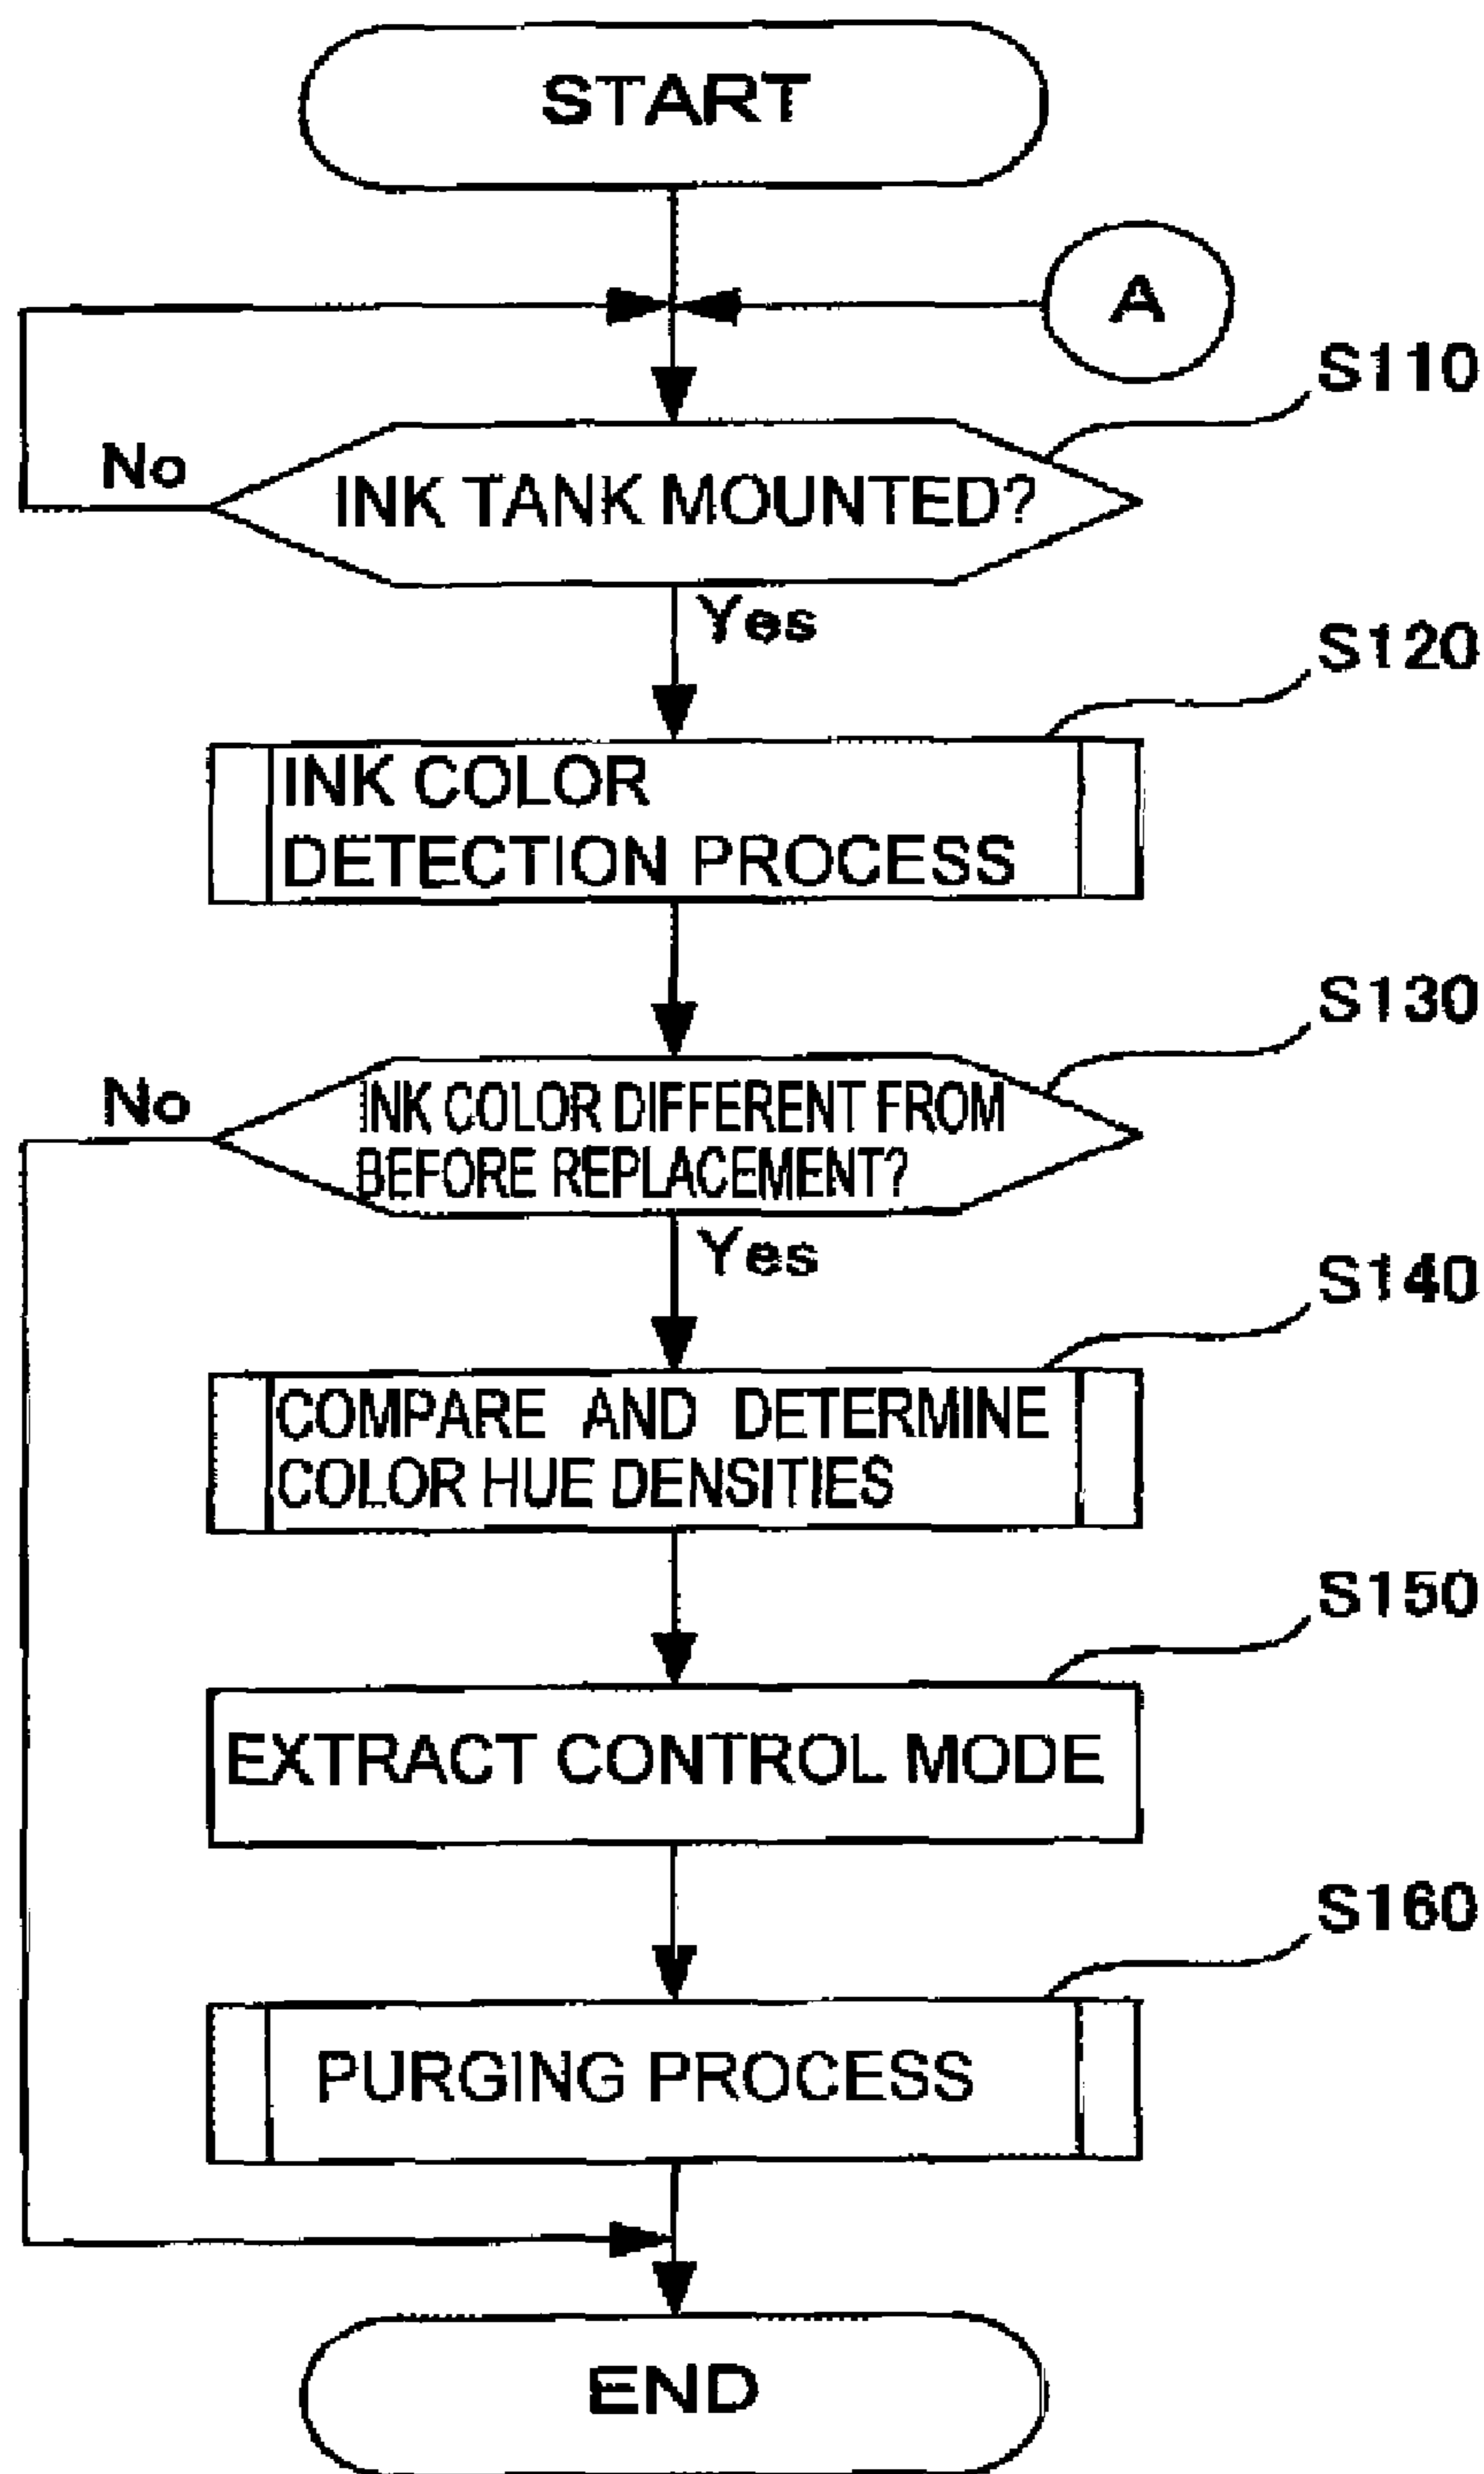 START
A
S110
No
INK TANK MOUNTED?
Yes
S120
INK COLOR
DETECTION PROCESS
S130
No
INK COLOR DIFFERENT FROM
BEFORE REPLACEMENT?
Yes
S140
COMPARE AND DETERMINE
COLOR HUE DENSITIES
S150
EXTRACT CONTROL MODE
S160
PURGING PROCESS
END